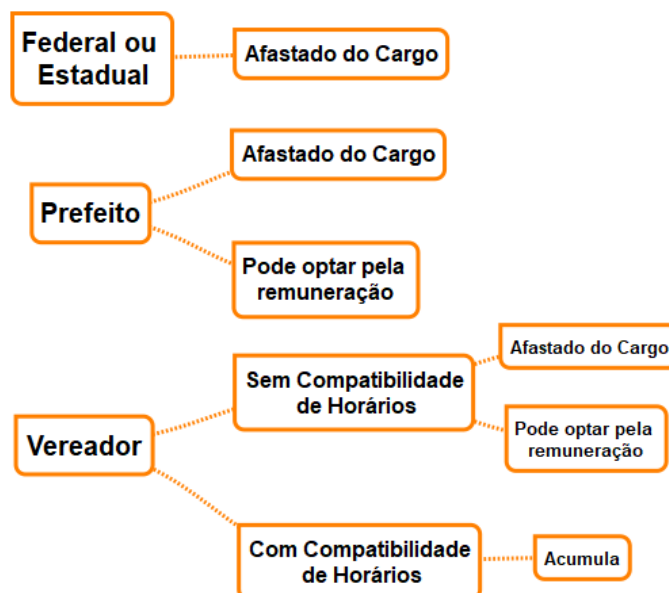 Federal ou
Estadual
Afastado do Cargo
Prefeito
Afastado do Cargo
Pode optar pela
remuneração
Vereador
Sem Compatibilidade
de Horários
Afastado do Cargo
Pode optar pela
remuneração
Com Compatibilidade
de Horários
Acumula